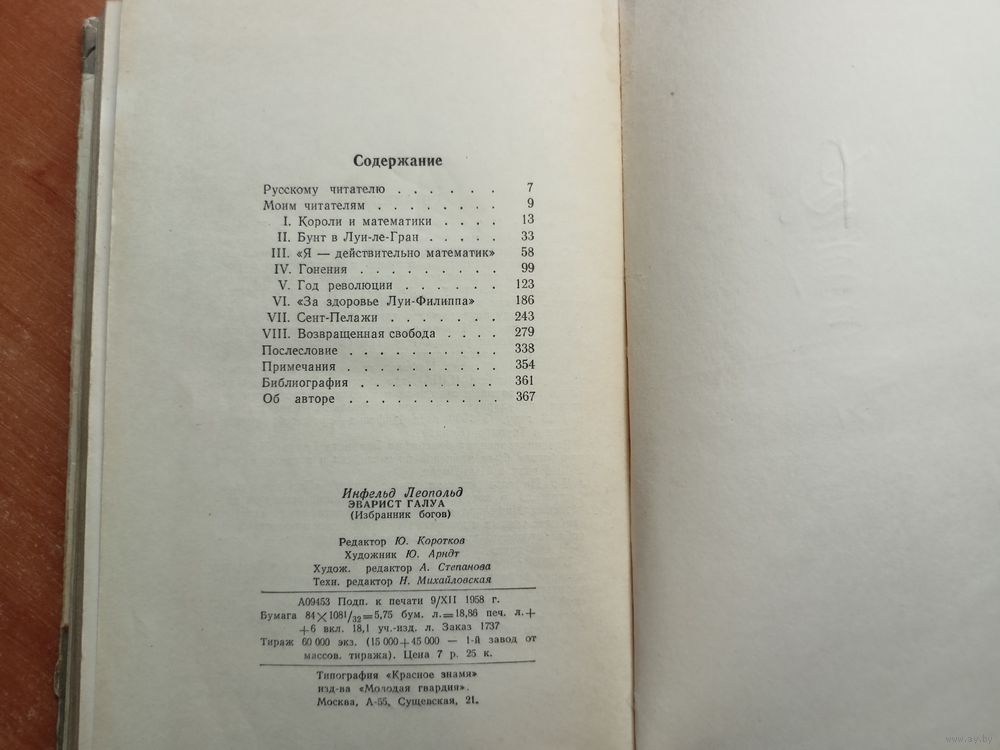 Содержание
Русскому читателю . . . . . . 7
Моим читателям . . . . . . . . 9
I. Короли и математики . . . . 13
II. Бунт в Луи-ле-Гран . . . . . 33
III. «Я — действительно математик» 58
IV. Гонения . . . . . . . . . 99
V. Год революции . . . . . . 123
VI. «За здоровье Луи-Филиппа» 186
VII. Сент-Пелажи . . . . . . . 243
VIII. Возвращенная свобода . . . . 279
Послесловие . . . . . . . . . . 338
Примечания . . . . . . . . . . 354
Библиография . . . . . . . . . 361
Об авторе . . . . . . . . . . 367
Инфельд Леопольд
ЭВАРИСТ ГАЛУА
(Избранник богов)
Редактор Ю. Коротков
Художник Ю. Арндт
Худож. редактор А. Степанова
Техн. редактор Н. Михайловская
А09453 Подп. к печати 9/XII 1958 г.
Бумага 84×1081/32=5,75 бум. л.=18,86 печ. л.+
+6 вкл. 18,1 уч.-изд. л. Заказ 1737
Тираж 60 000 экз. (15 000+45 000 — 1-й завод от
массов. тиража). Цена 7 р. 25 к.
Типография «Красное знамя»
изд-ва «Молодая гвардия».
Москва, А-55, Сущевская, 21.
www.ay.by